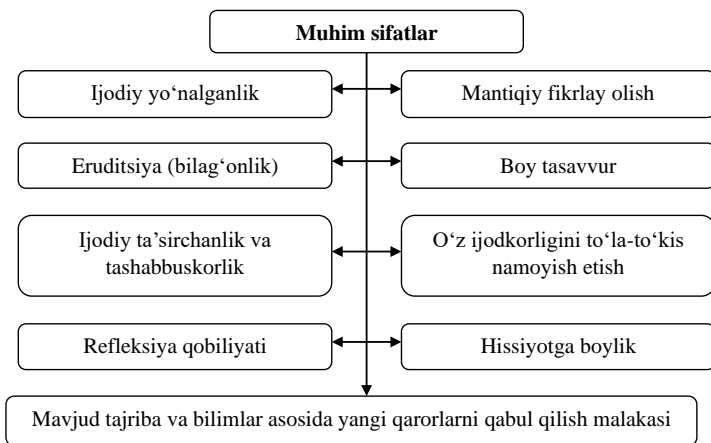 Muhim sifatlar
Ijodiy yo‘nalganlik
Mantiqiy fikrlay olish
Eruditsiya (bilag‘onlik)
Boy tasavvur
Ijodiy ta’sirchanlik va
tashabbuskorlik
O‘z ijodkorligini to‘la-to‘kis
namoyish etish
Refleksiya qobiliyati
Hissiyotga boylik
Mavjud tajriba va bilimlar asosida yangi qarorlarni qabul qilish malakasi